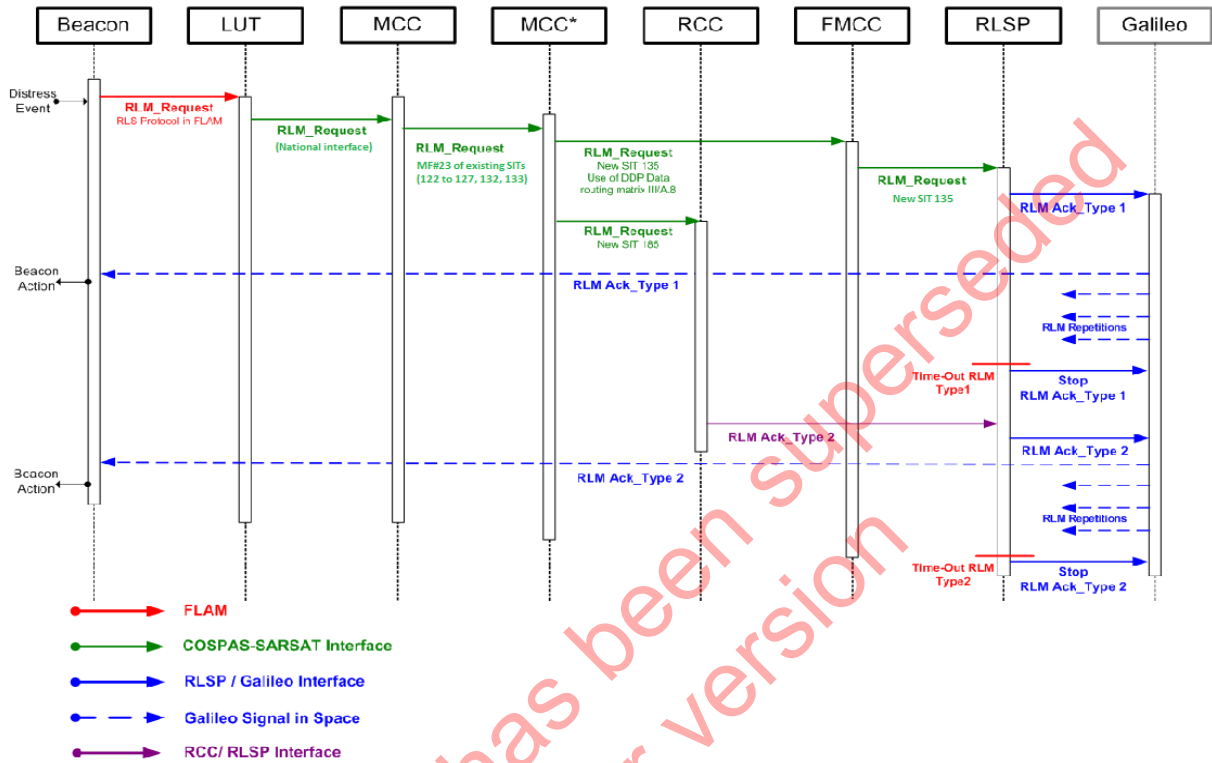 Beacon
LUT
MCC
MCC*
RCC
FMCC
RLSP
Galileo
Distress
Event
RLM_Request
RLS Protocol in FLAM
RLM_Request
(National interface)
RLM_Request
MF#23 of existing SITs
(122 to 127, 132, 133)
RLM_Request
New SIT 135
Use of DDP Data
routing matrix III/A.8
RLM_Request
New SIT 135
RLM Ack_Type 1
RLM_Request
New SIT 185
Beacon
Action
RLM Ack_Type 1
RLM Repetitions
Time-Out RLM
Type1
Stop
RLM Ack_Type 1
RLM Ack_Type 2
RLM Ack_Type 2
Beacon
Action
RLM Ack_Type 2
RLM Repetitions
Time-Out RLM
Type2
Stop
RLM Ack_Type 2
FLAM
COSPAS-SARSAT Interface
RLSP / Galileo Interface
Galileo Signal in Space
RCC/ RLSP Interface
has been superseded
version